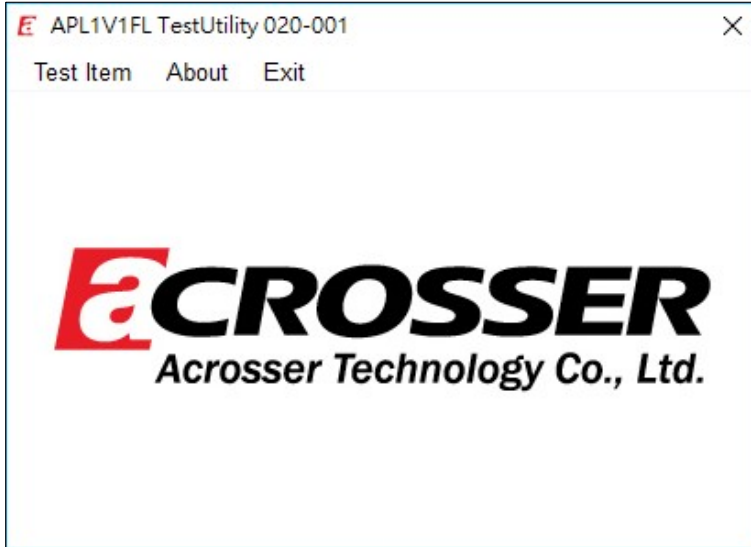 APL1V1FL TestUtility 020-001
Test Item About Exit
aCROSSER
Acrosser Technology Co., Ltd.